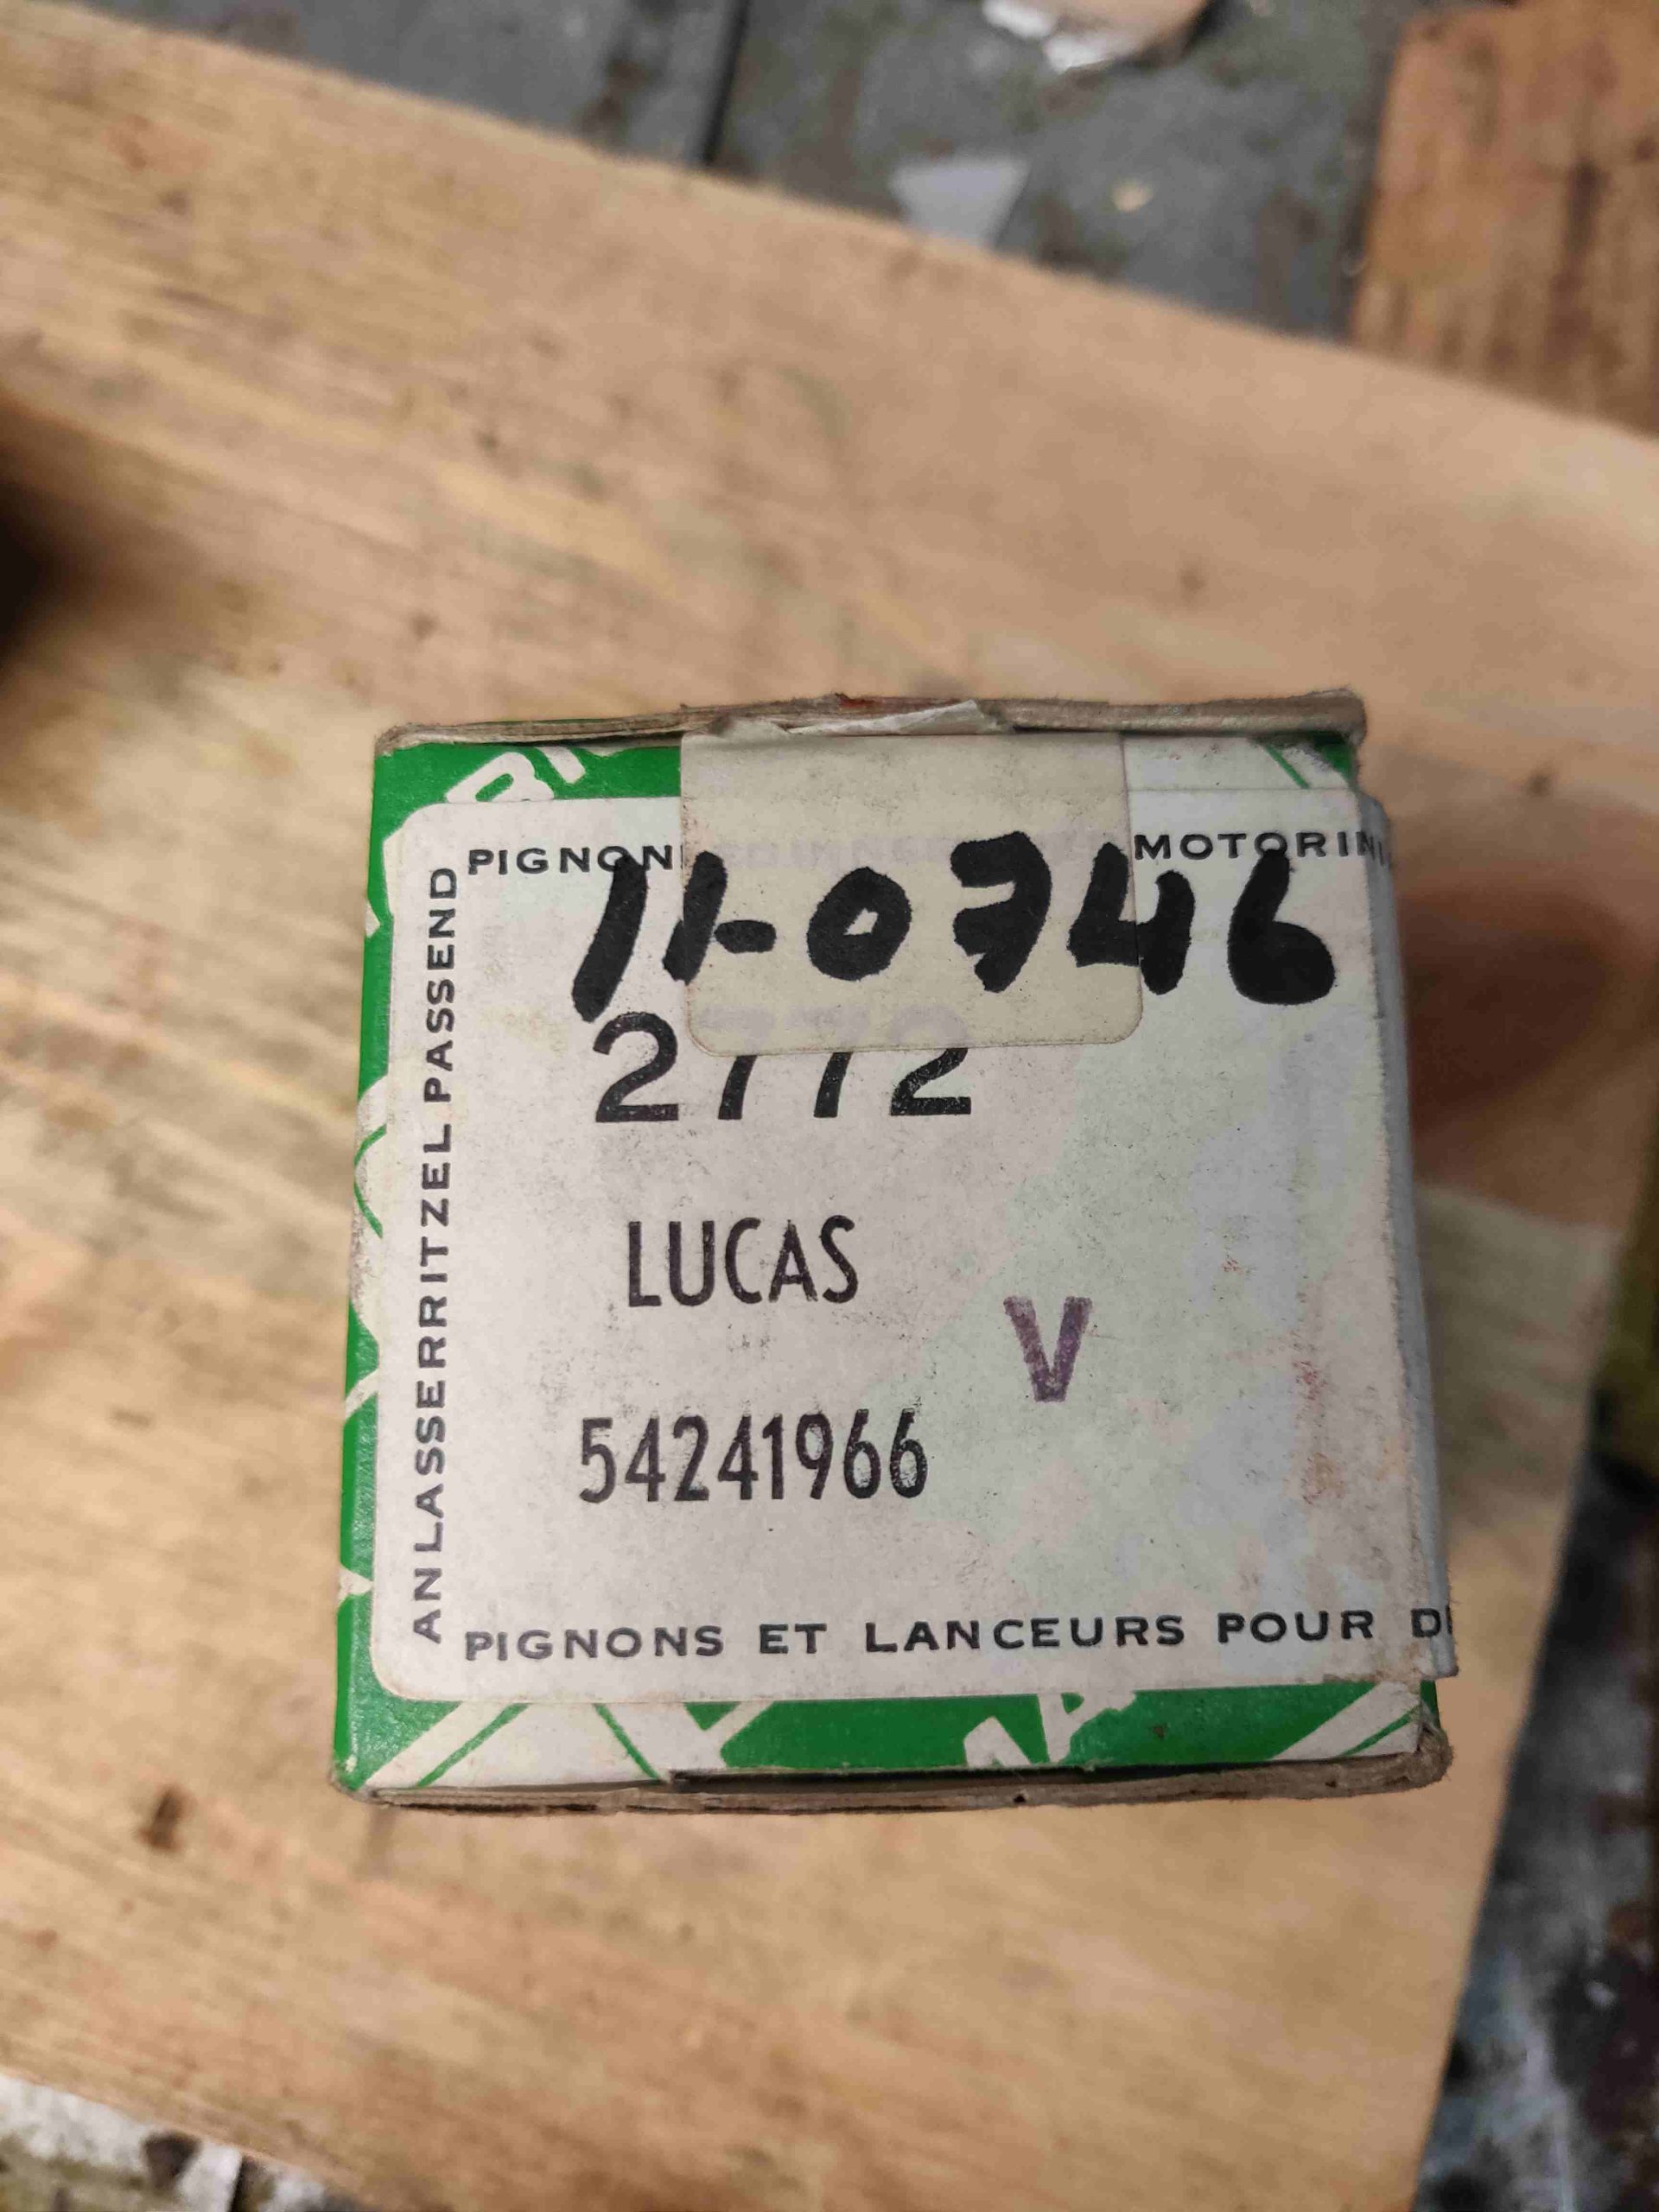 PIGNON MOTORIN
11-0746
2772
LUCAS
V
54241966
ANLASSERRITZEL PASSEND
PIGNONS ET LANCEURS POUR D